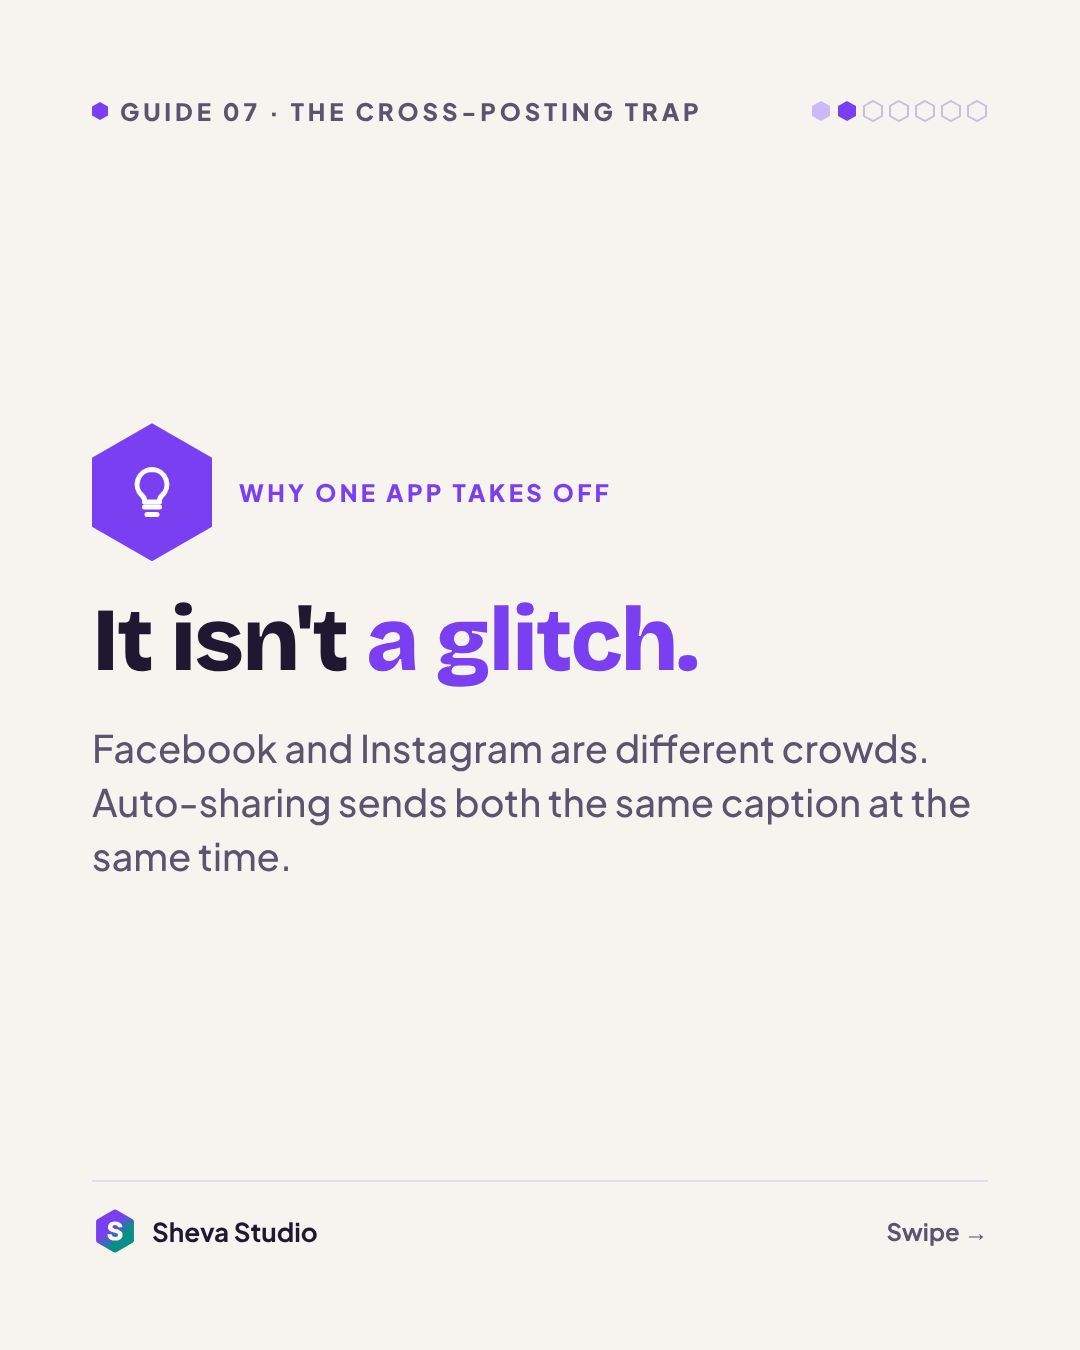 GUIDE 07 · THE CROSS-POSTING TRAP
WHY ONE APP TAKES OFF
It isn't a glitch.
Facebook and Instagram are different crowds.
Auto-sharing sends both the same caption at the
same time.
S Sheva Studio
Swipe →